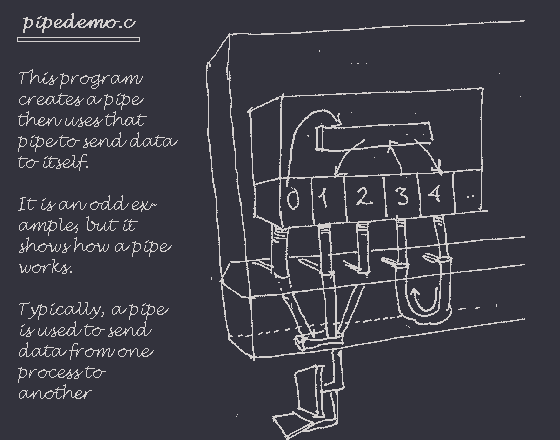 pipedemo.c
This program
creates a pipe
then uses that
pipe to send data
to itself.
It is an odd ex-
ample, but it
shows how a pipe
works.
Typically, a pipe
is used to send
data from one
process to
another
0 1 2 3 4 ..